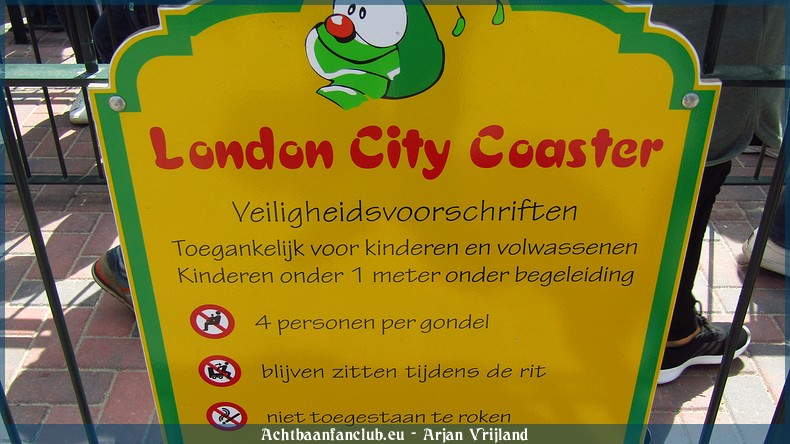 London City Coaster
Veiligheidsvoorschriften
Toegankelijk voor kinderen en volwassenen
Kinderen onder 1 meter onder begeleiding
4 personen per gondel
blijven zitten tijdens de rit
niet toegestaan te roken
Achtbaanfanclub.eu - Arjan Vrijland